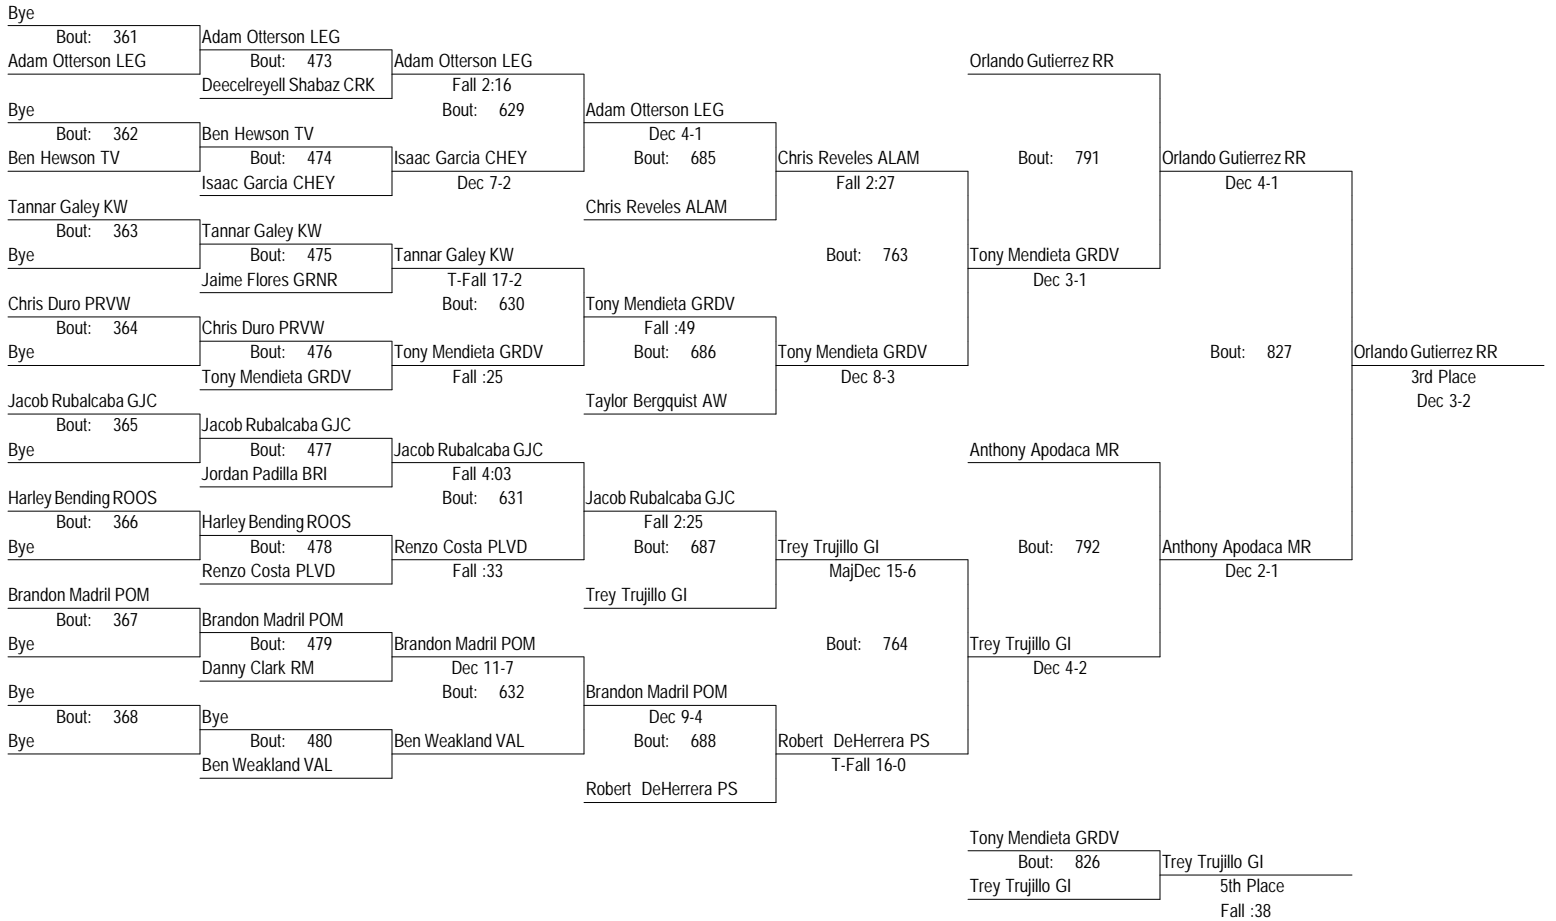 Bye
Bout: 361
Adam Otterson LEG
Bye
Bout: 362
Ben Hewson TV
Tannar Galey KW
Bout: 363
Bye
Chris Duro PRVW
Bout: 364
Bye
Jacob Rubalcaba GJC
Bout: 365
Bye
Harley Bending ROOS
Bout: 366
Bye
Brandon Madril POM
Bout: 367
Bye
Bye
Bout: 368
Bye
Adam Otterson LEG
Bout: 473
Deecelreyell Shabaz CRK
Ben Hewson TV
Bout: 474
Isaac Garcia CHEY
Tannar Galey KW
Bout: 475
Jaime Flores GRNR
Chris Duro PRVW
Bout: 476
Tony Mendieta GRDV
Jacob Rubalcaba GJC
Bout: 477
Jordan Padilla BRI
Harley Bending ROOS
Bout: 478
Renzo Costa PLVD
Brandon Madril POM
Bout: 479
Danny Clark RM
Bye
Bout: 480
Ben Weakland VAL
Adam Otterson LEG
Fall 2:16
Bout: 629
Isaac Garcia CHEY
Dec 7-2
Tannar Galey KW
T-Fall 17-2
Bout: 630
Tony Mendieta GRDV
Fall :25
Jacob Rubalcaba GJC
Fall 4:03
Bout: 631
Renzo Costa PLVD
Fall :33
Brandon Madril POM
Dec 11-7
Bout: 632
Ben Weakland VAL
Adam Otterson LEG
Dec 4-1
Bout: 685
Chris Reveles ALAM
Tony Mendieta GRDV
Fall :49
Bout: 686
Taylor Bergquist AW
Jacob Rubalcaba GJC
Fall 2:25
Bout: 687
Trey Trujillo GI
Brandon Madril POM
Dec 9-4
Bout: 688
Robert DeHerrera PS
Chris Reveles ALAM
Fall 2:27
Bout: 763
Tony Mendieta GRDV
Dec 8-3
Trey Trujillo GI
MajDec 15-6
Bout: 764
Robert DeHerrera PS
T-Fall 16-0
Orlando Gutierrez RR
Bout: 791
Tony Mendieta GRDV
Dec 3-1
Anthony Apodaca MR
Bout: 792
Trey Trujillo GI
Dec 4-2
Orlando Gutierrez RR
Dec 4-1
Bout: 827
Anthony Apodaca MR
Dec 2-1
Orlando Gutierrez RR
3rd Place
Dec 3-2
Tony Mendieta GRDV
Bout: 826
Trey Trujillo GI
Trey Trujillo GI
5th Place
Fall :38